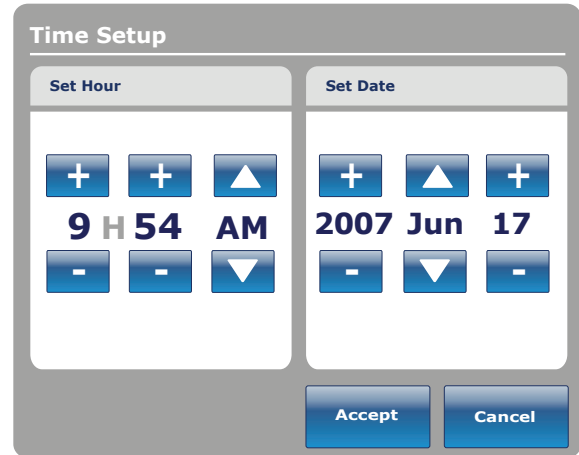 Time Setup
Set Hour
Set Date
+ + + +
9 H 54 AM 2007 Jun 17
- - - -
Accept Cancel